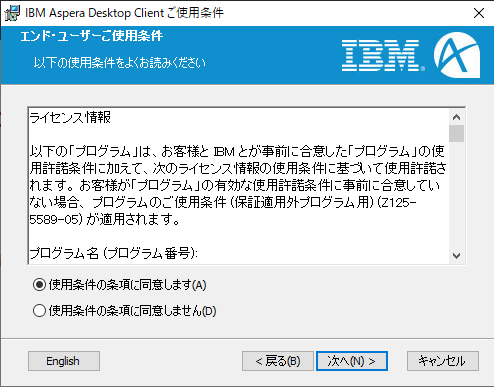 IBM Aspera Desktop Client ご使用条件
エンド・ユーザーご使用条件
以下の使用条件をよくお読みください
IBM
ライセンス情報
以下の「プログラム」は、お客様と IBM とが事前に合意した「プログラム」の使
用許諾条件に加えて、次のライセンス情報の使用条件に基づいて使用許諾
されます。お客様が「プログラム」の有効な使用許諾条件に事前に合意してい
ない場合、プログラムのご使用条件 (保証適用外プログラム用) (Z125-
5589-05) が適用されます。
プログラム名 (プログラム番号):
使用条件の条項に同意します(A)
使用条件の条項に同意しません(D)
English
< 戻る(B)
次へ(N) >
キャンセル